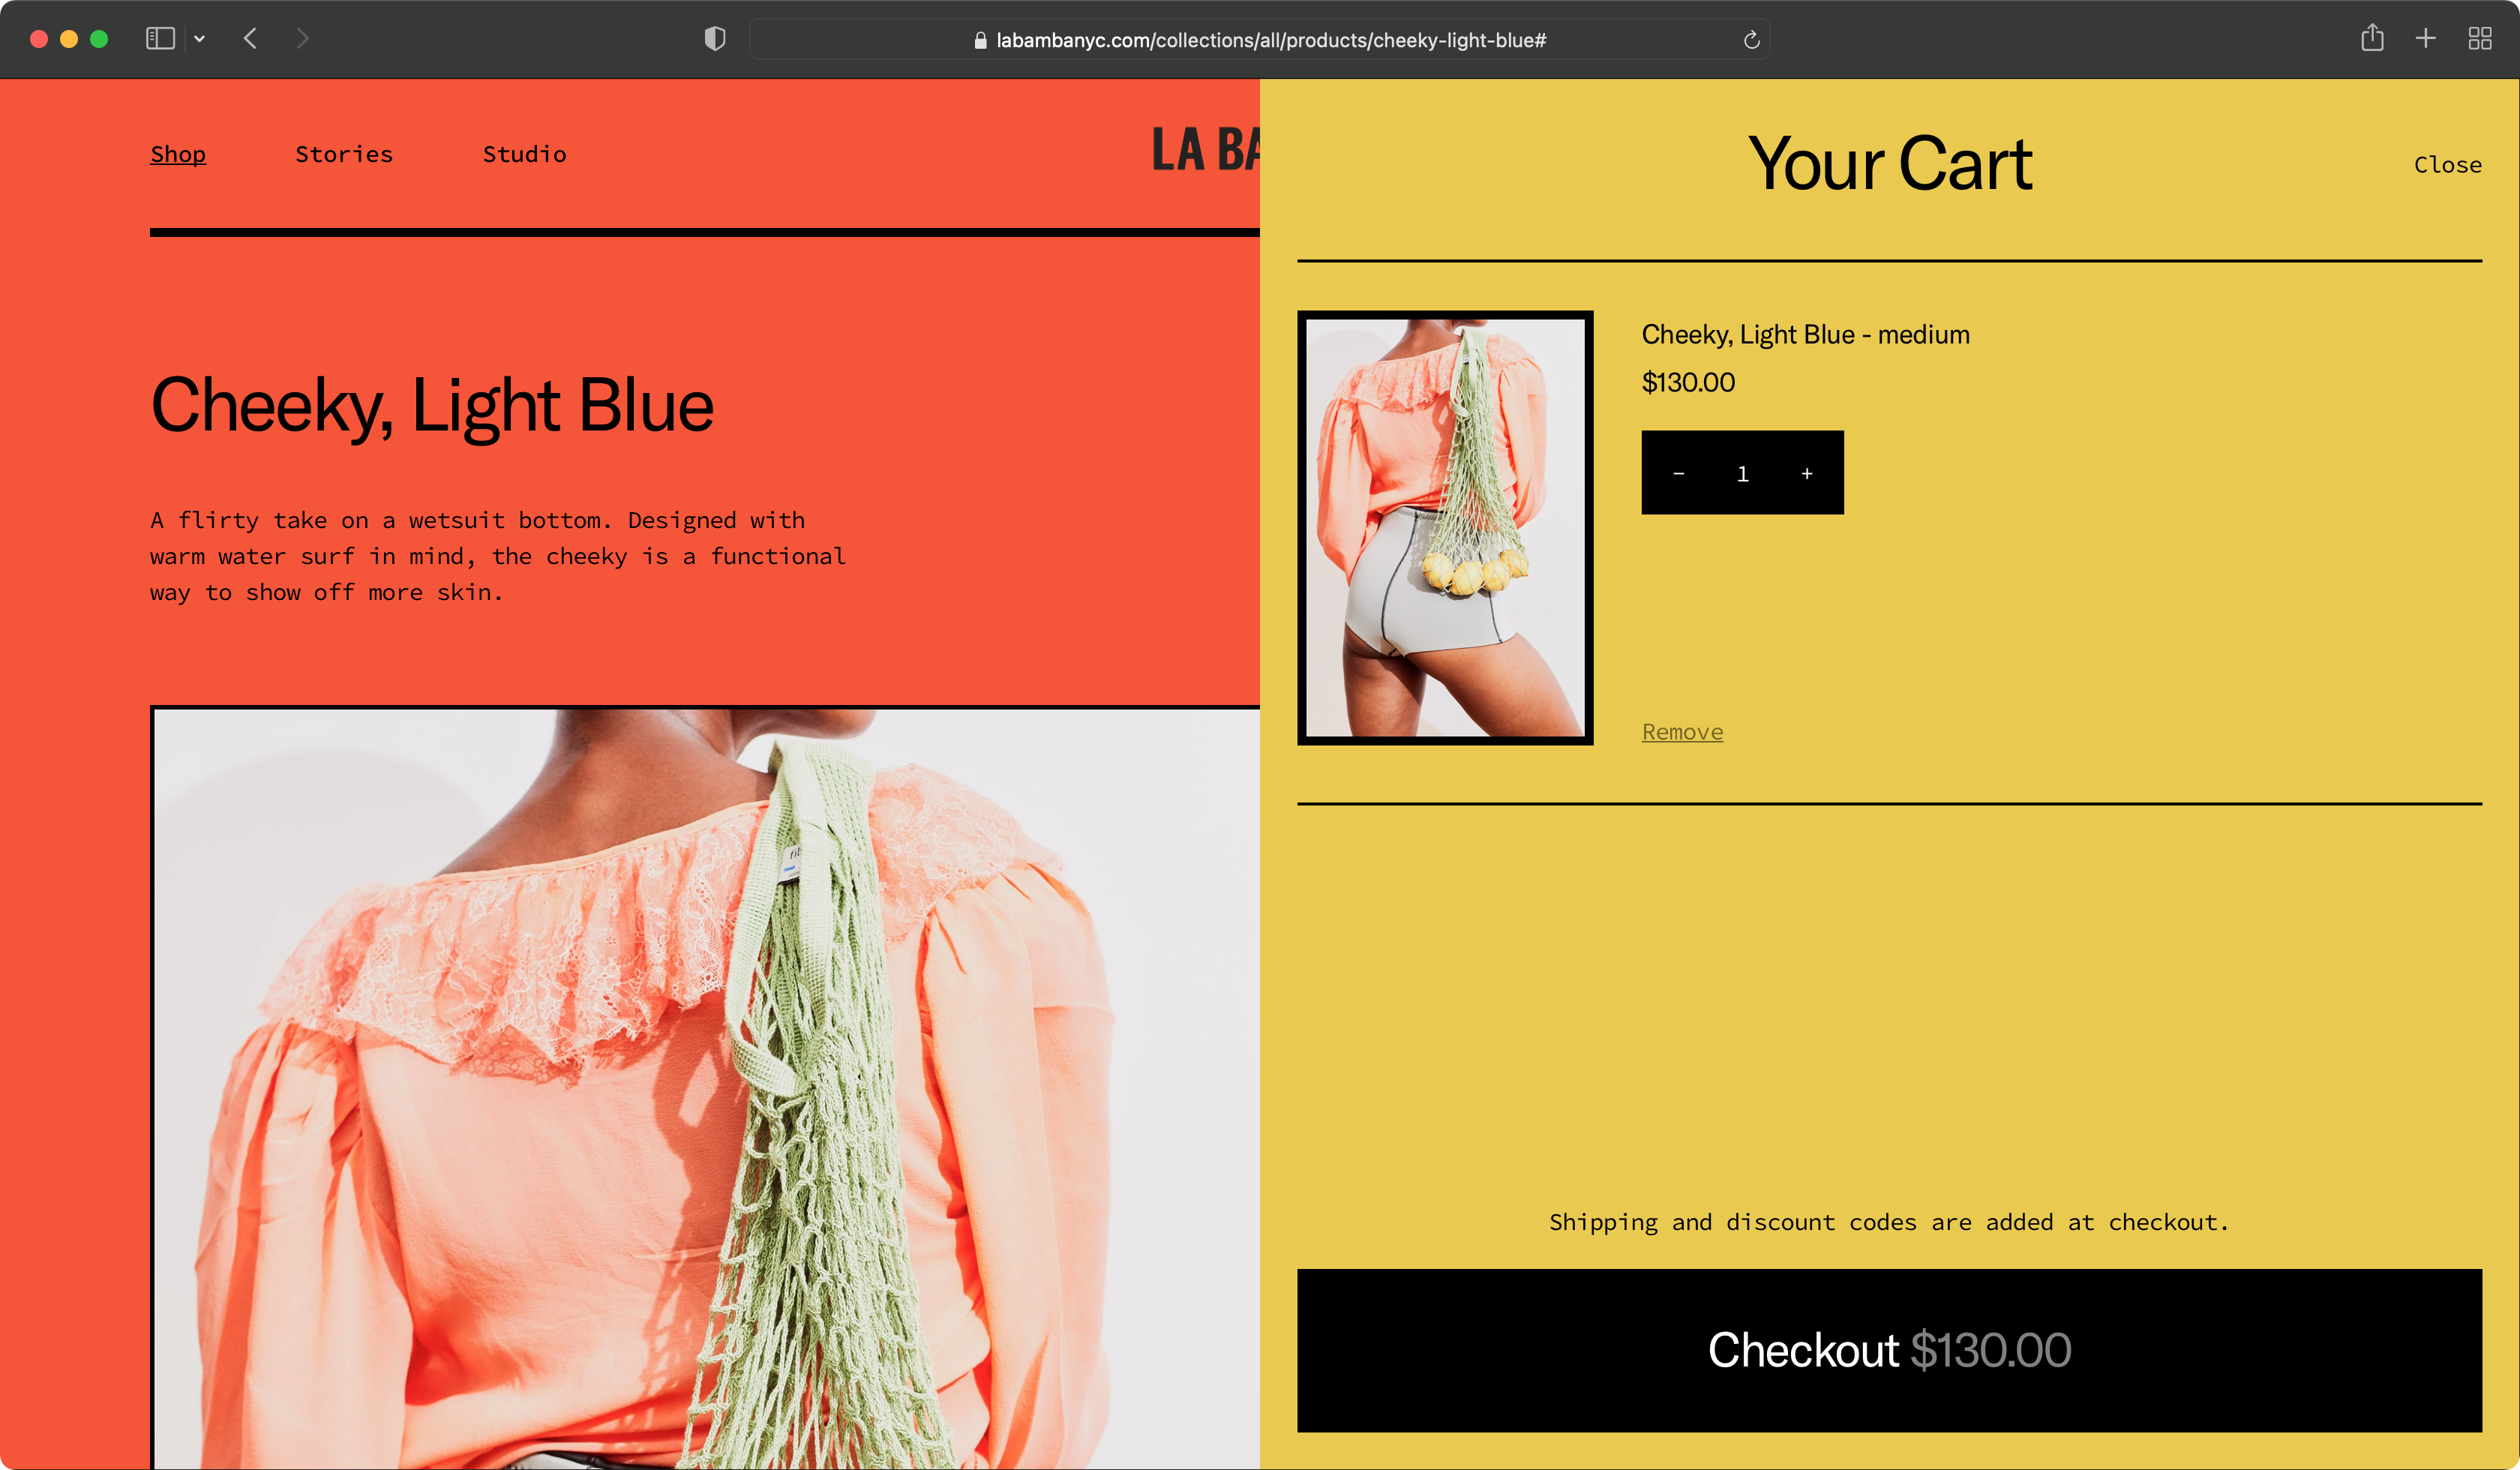 labambanyc.com/collections/all/products/cheeky-light-blue#
Shop
Stories
Studio
LA BA
Cheeky, Light Blue
A flirty take on a wetsuit bottom. Designed with
warm water surf in mind, the cheeky is a functional
way to show off more skin.
Your Cart
Close
Cheeky, Light Blue - medium
$130.00
− 1 +
Remove
Shipping and discount codes are added at checkout.
Checkout $130.00